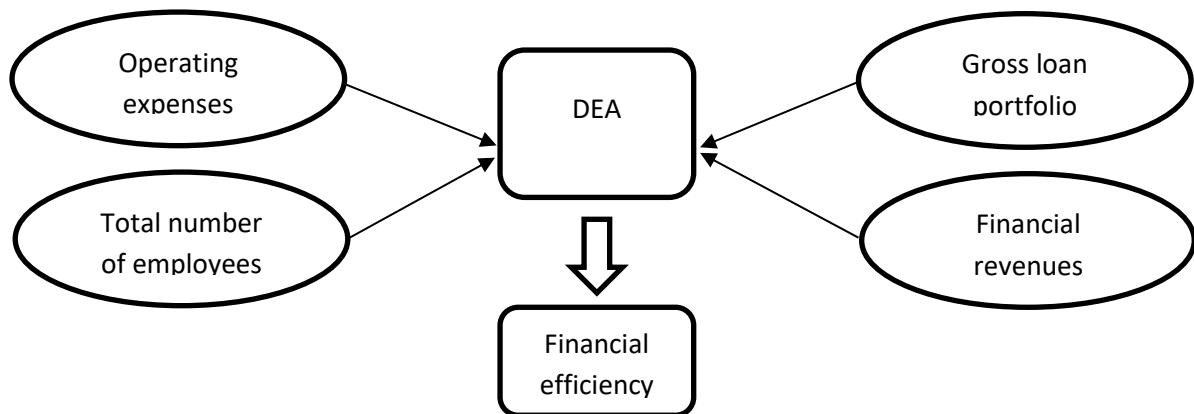 Operating
expenses
DEA
Gross loan
portfolio
Total number
of employees
Financial
revenues
Financial
efficiency